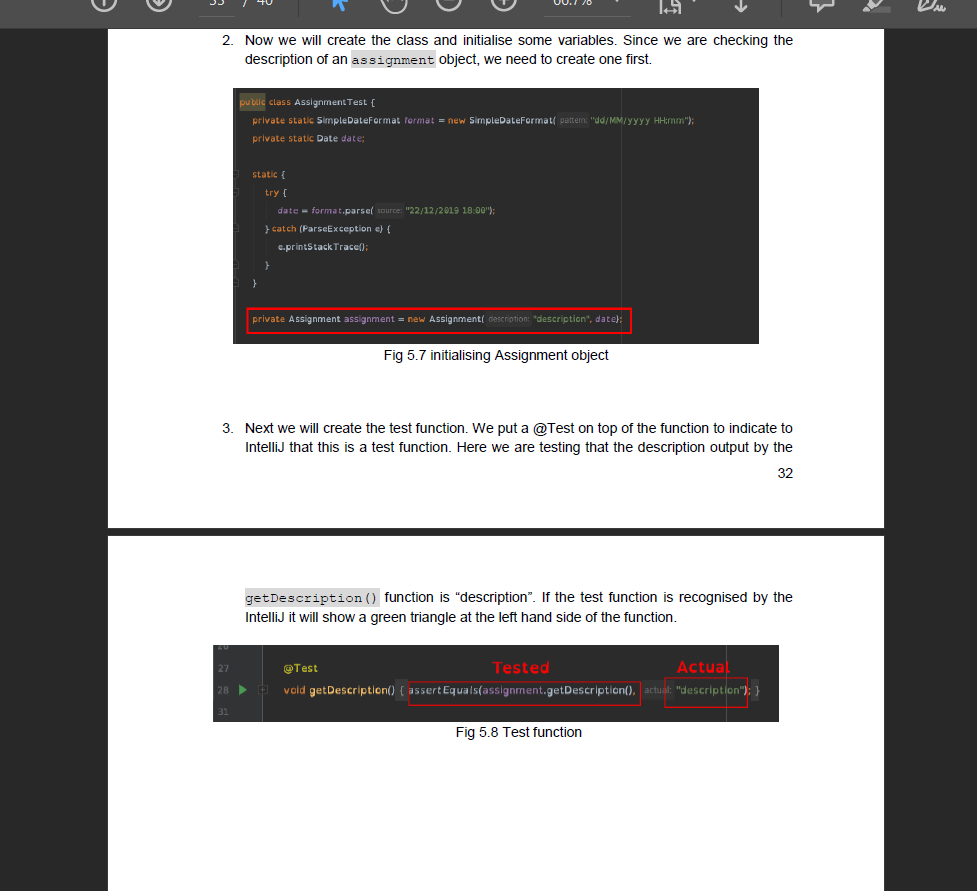 2. Now we will create the class and initialise some variables. Since we are checking the
description of an assignment object, we need to create one first.
public class AssignmentTest {
private static SimpleDateFormat format = new SimpleDateFormat( pattern: "dd/MM/yyyy HH:mm");
private static Date date;
static {
try {
date = format.parse( source: "22/12/2019 18:00");
} catch (ParseException e) {
e.printStackTrace();
}
}
private Assignment assignment = new Assignment( description: "description", date);
Fig 5.7 initialising Assignment object
3. Next we will create the test function. We put a @Test on top of the function to indicate to
IntelliJ that this is a test function. Here we are testing that the description output by the
32
getDescription() function is “description”. If the test function is recognised by the
IntelliJ it will show a green triangle at the left hand side of the function.
27 @Test Tested Actual
28 void getDescription() { assertEquals(assignment.getDescription(), actual: "description"); }
31
Fig 5.8 Test function